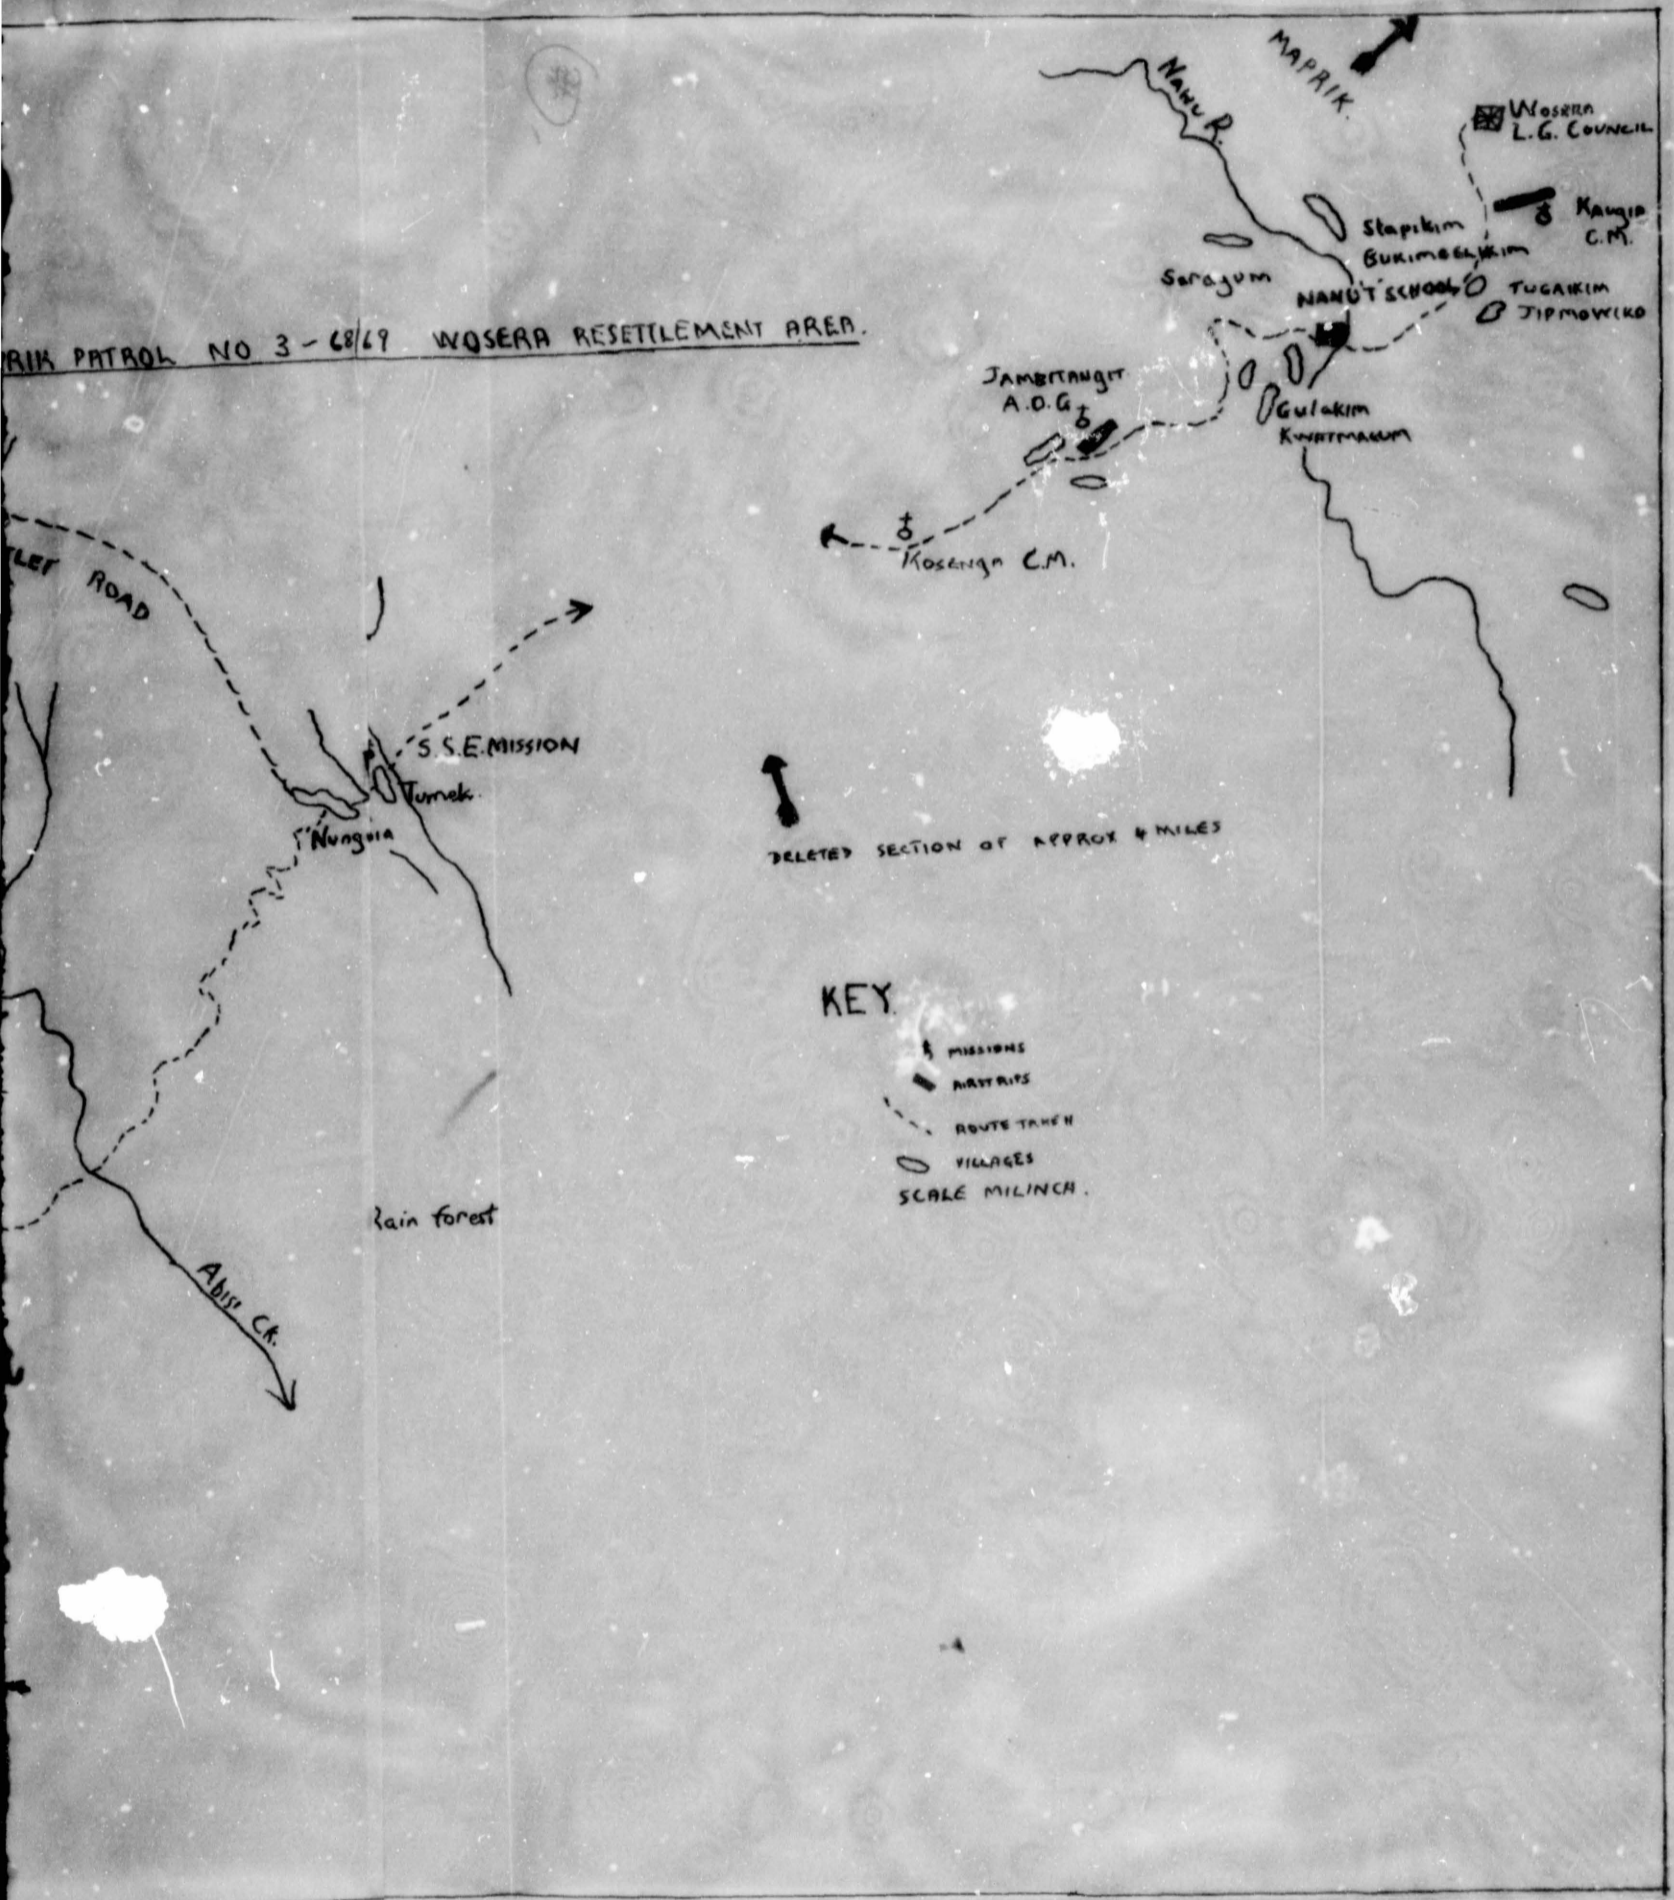 MAPRIK.
NANU R.
WOSERA
L.G. COUNCIL
KAUGIA
C.M.
Stapikim
BUKIMBELIKIM
Saragum
NANU 'T' SCHOOL
TUGAIKIM
JIPMOWIKO
RIK PATROL NO 3 - 68/69 WOSERA RESETTLEMENT AREA.
JAMBITANGIT
A.O.G.
Gulakim
KWATMAGUM
Kosenga C.M.
ROAD
S.S.E. MISSION
Tumek.
Nungwia
DELETED SECTION OF APPROX 4 MILES
KEY.
MISSIONS
AIRSTRIPS
ROUTE TAKEN
VILLAGES
SCALE MILINCH.
Rain forest
Abisi Ck.